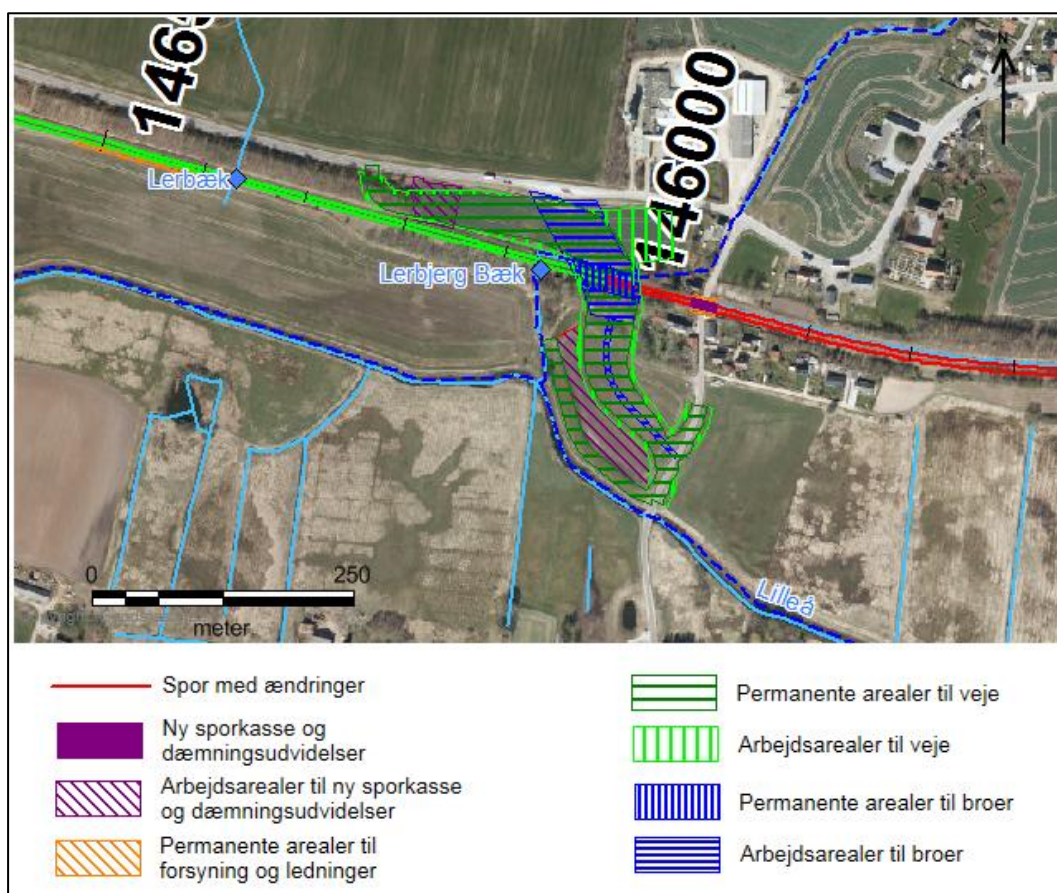 1465
146000
N
Lerbæk
Lerbjerg Bæk
Lilleå
0 250
meter
Spor med ændringer
Ny sporkasse og
dæmningsudvidelser
Arbejdsarealer til ny sporkasse
og dæmningsudvidelser
Permanente arealer til
forsyning og ledninger
Permanente arealer til veje
Arbejdsarealer til veje
Permanente arealer til broer
Arbejdsarealer til broer